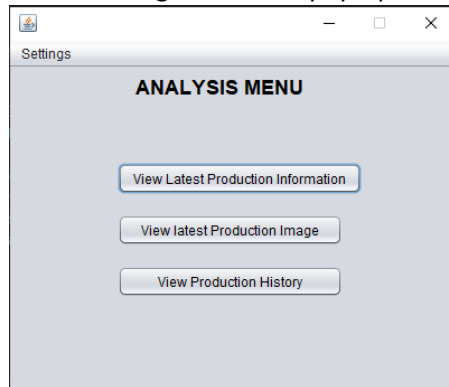 Settings
ANALYSIS MENU
View Latest Production Information
View latest Production Image
View Production History